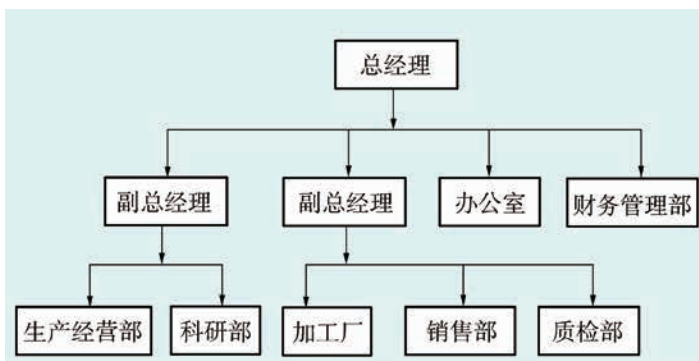 总经理
副总经理
副总经理
办公室
财务管理部
生产经营部
科研部
加工厂
销售部
质检部